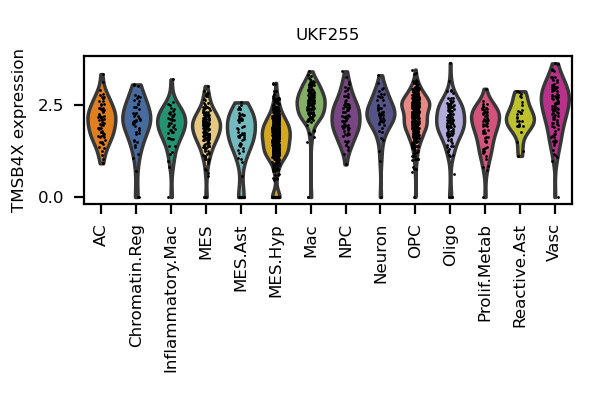 UKF255
TMSB4X expression
2.5
0.0
AC
Chromatin.Reg
Inflammatory.Mac
MES
MES.Ast
MES.Hyp
Mac
NPC
Neuron
OPC
Oligo
Prolif.Metab
Reactive.Ast
Vasc